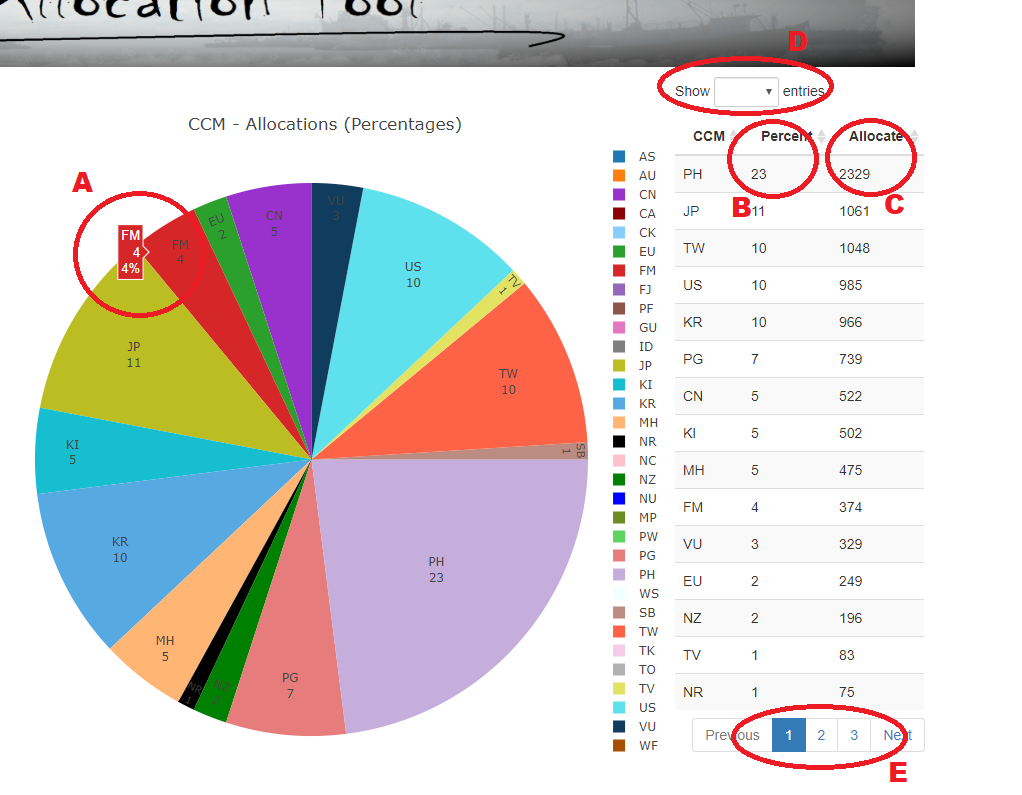 Allocation Tool
D
Show entries
CCM - Allocations (Percentages)
CCM Percent Allocate
A
B
C
FM
4
4%
FM
4
EU
2
CN
5
VU
3
US
10
TV
1
TW
10
SB
1
JP
11
KI
5
KR
10
MH
5
NR
1
NZ
2
PG
7
PH
23
AS
AU
CN
CA
CK
EU
FM
FJ
PF
GU
ID
JP
KI
KR
MH
NR
NC
NZ
NU
MP
PW
PG
PH
WS
SB
TW
TK
TO
TV
US
VU
WF
PH 23 2329
JP 11 1061
TW 10 1048
US 10 985
KR 10 966
PG 7 739
CN 5 522
KI 5 502
MH 5 475
FM 4 374
VU 3 329
EU 2 249
NZ 2 196
TV 1 83
NR 1 75
Previous 1 2 3 Next
E